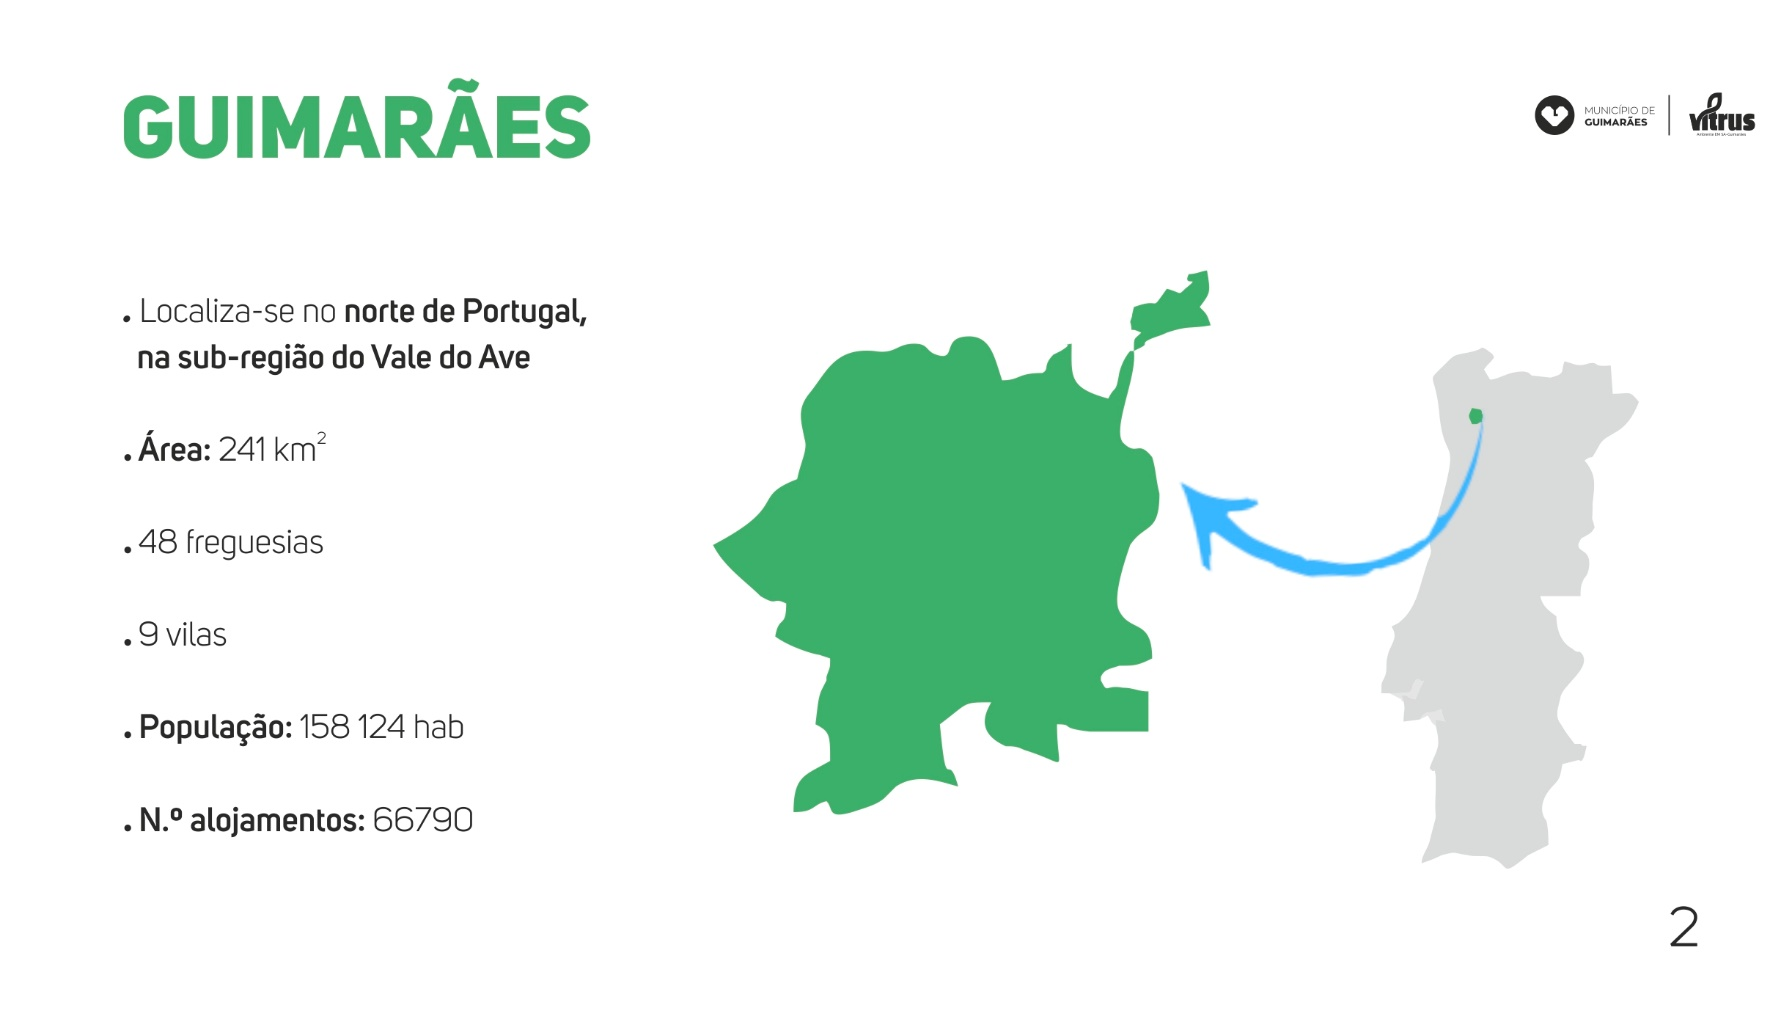 GUIMARÃES
MUNICÍPIO DE
GUIMARÃES
vitrus
. Localiza-se no norte de Portugal,
na sub-região do Vale do Ave
. Área: 241 km²
. 48 freguesias
. 9 vilas
. População: 158 124 hab
. N.º alojamentos: 66790
2